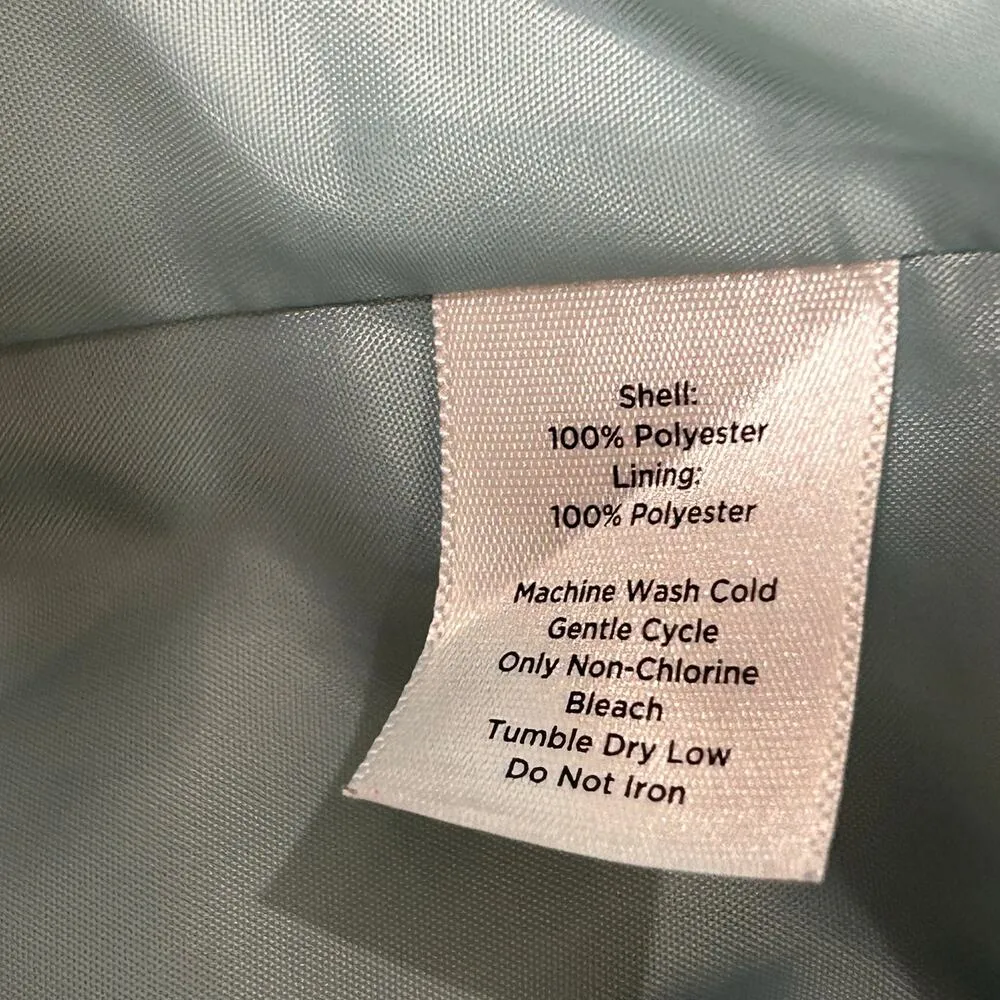 Shell:
100% Polyester
Lining:
100% Polyester
Machine Wash Cold
Gentle Cycle
Only Non-Chlorine
Bleach
Tumble Dry Low
Do Not Iron